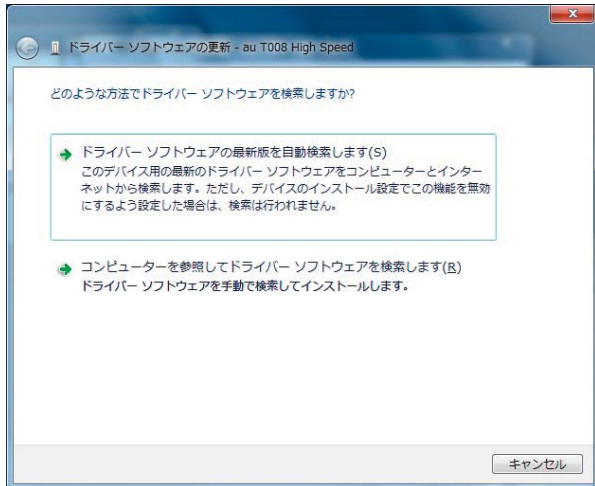 ドライバー ソフトウェアの更新 - au T008 High Speed
どのような方法でドライバー ソフトウェアを検索しますか?
ドライバー ソフトウェアの最新版を自動検索します(S)
このデバイス用の最新のドライバー ソフトウェアをコンピューターとインター
ネットから検索します。ただし、デバイスのインストール設定でこの機能を無効
にするよう設定した場合は、検索は行われません。
コンピューターを参照してドライバー ソフトウェアを検索します(R)
ドライバー ソフトウェアを手動で検索してインストールします。
キャンセル